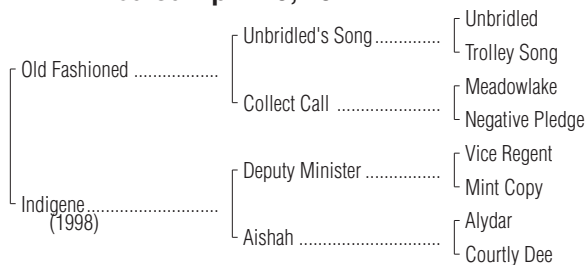 Unbridled
Unbridled's Song
Trolley Song
Old Fashioned
Meadowlake
Collect Call
Negative Pledge
Vice Regent
Deputy Minister
Mint Copy
Indigene
(1998)
Alydar
Aishah
Courtly Dee